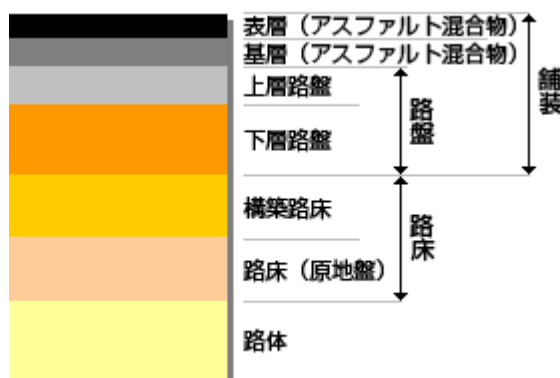 表層（アスファルト混合物）
基層（アスファルト混合物）
上層路盤
下層路盤
路盤
舗装
構築路床
路床（原地盤）
路床
路体